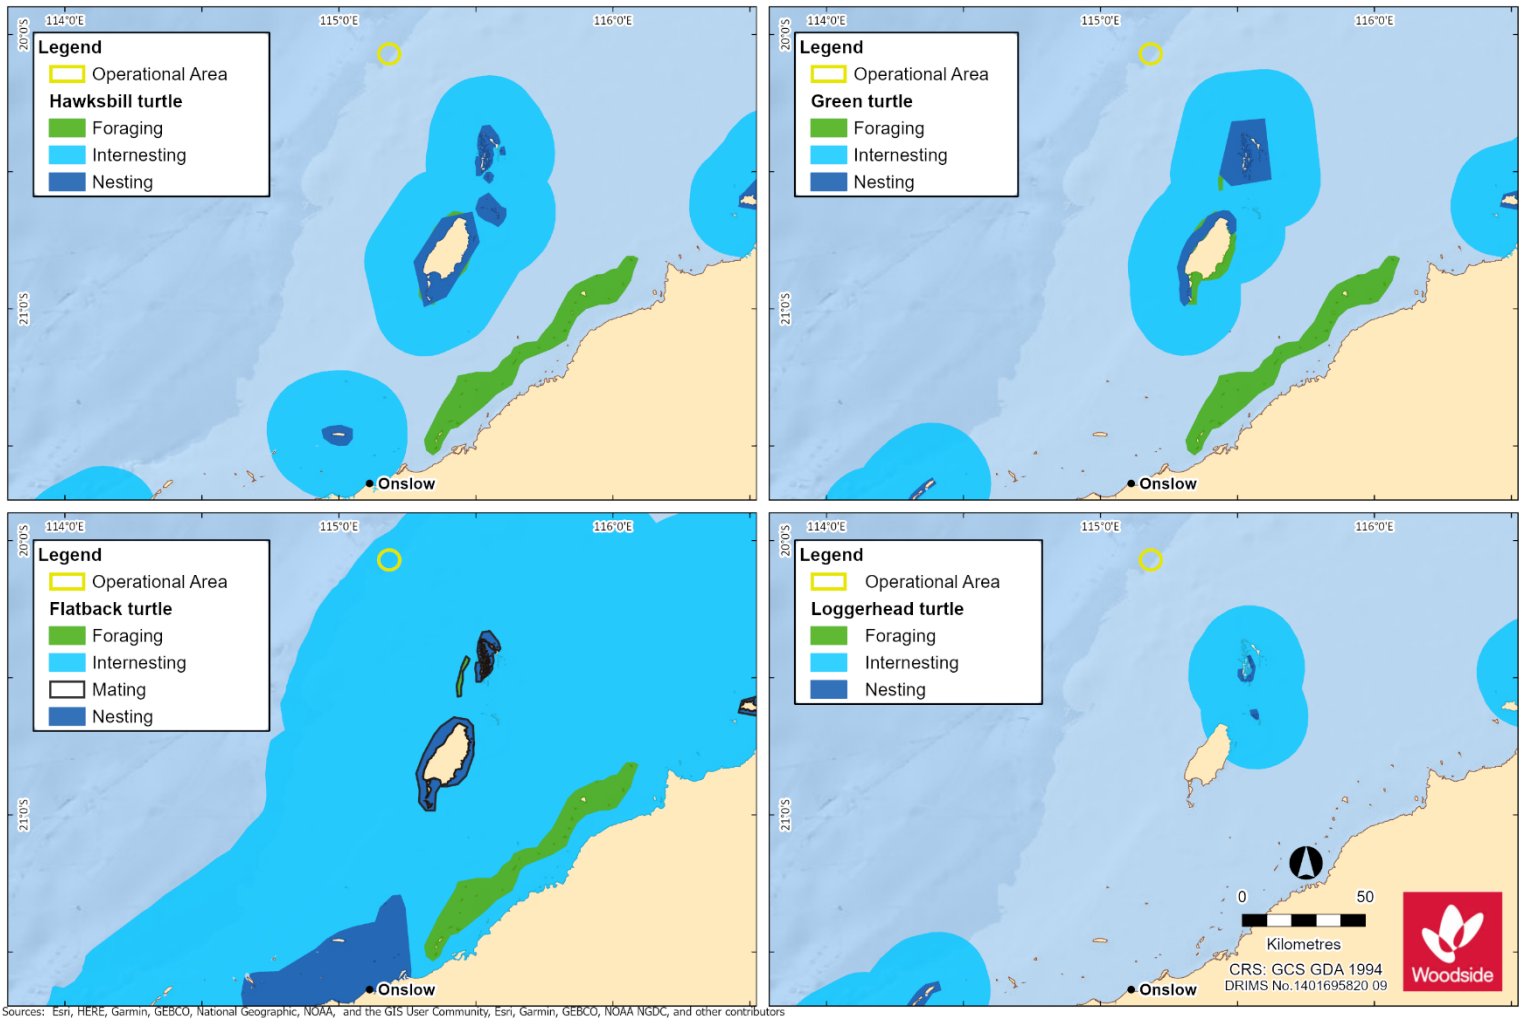 114°0'E 115°0'E 116°0'E
20°0'S
21°0'S
Legend
Operational Area
Hawksbill turtle
Foraging
Internesting
Nesting
Onslow
114°0'E 115°0'E 116°0'E
20°0'S
21°0'S
Legend
Operational Area
Green turtle
Foraging
Internesting
Nesting
Onslow
114°0'E 115°0'E 116°0'E
20°0'S
21°0'S
Legend
Operational Area
Flatback turtle
Foraging
Internesting
Mating
Nesting
Onslow
114°0'E 115°0'E 116°0'E
20°0'S
21°0'S
Legend
Operational Area
Loggerhead turtle
Foraging
Internesting
Nesting
Onslow
0 50
Kilometres
CRS: GCS GDA 1994
DRIMS No.1401695820 09
Woodside
Sources: Esri, HERE, Garmin, GEBCO, National Geographic, NOAA, and the GIS User Community, Esri, Garmin, GEBCO, NOAA NGDC, and other contributors